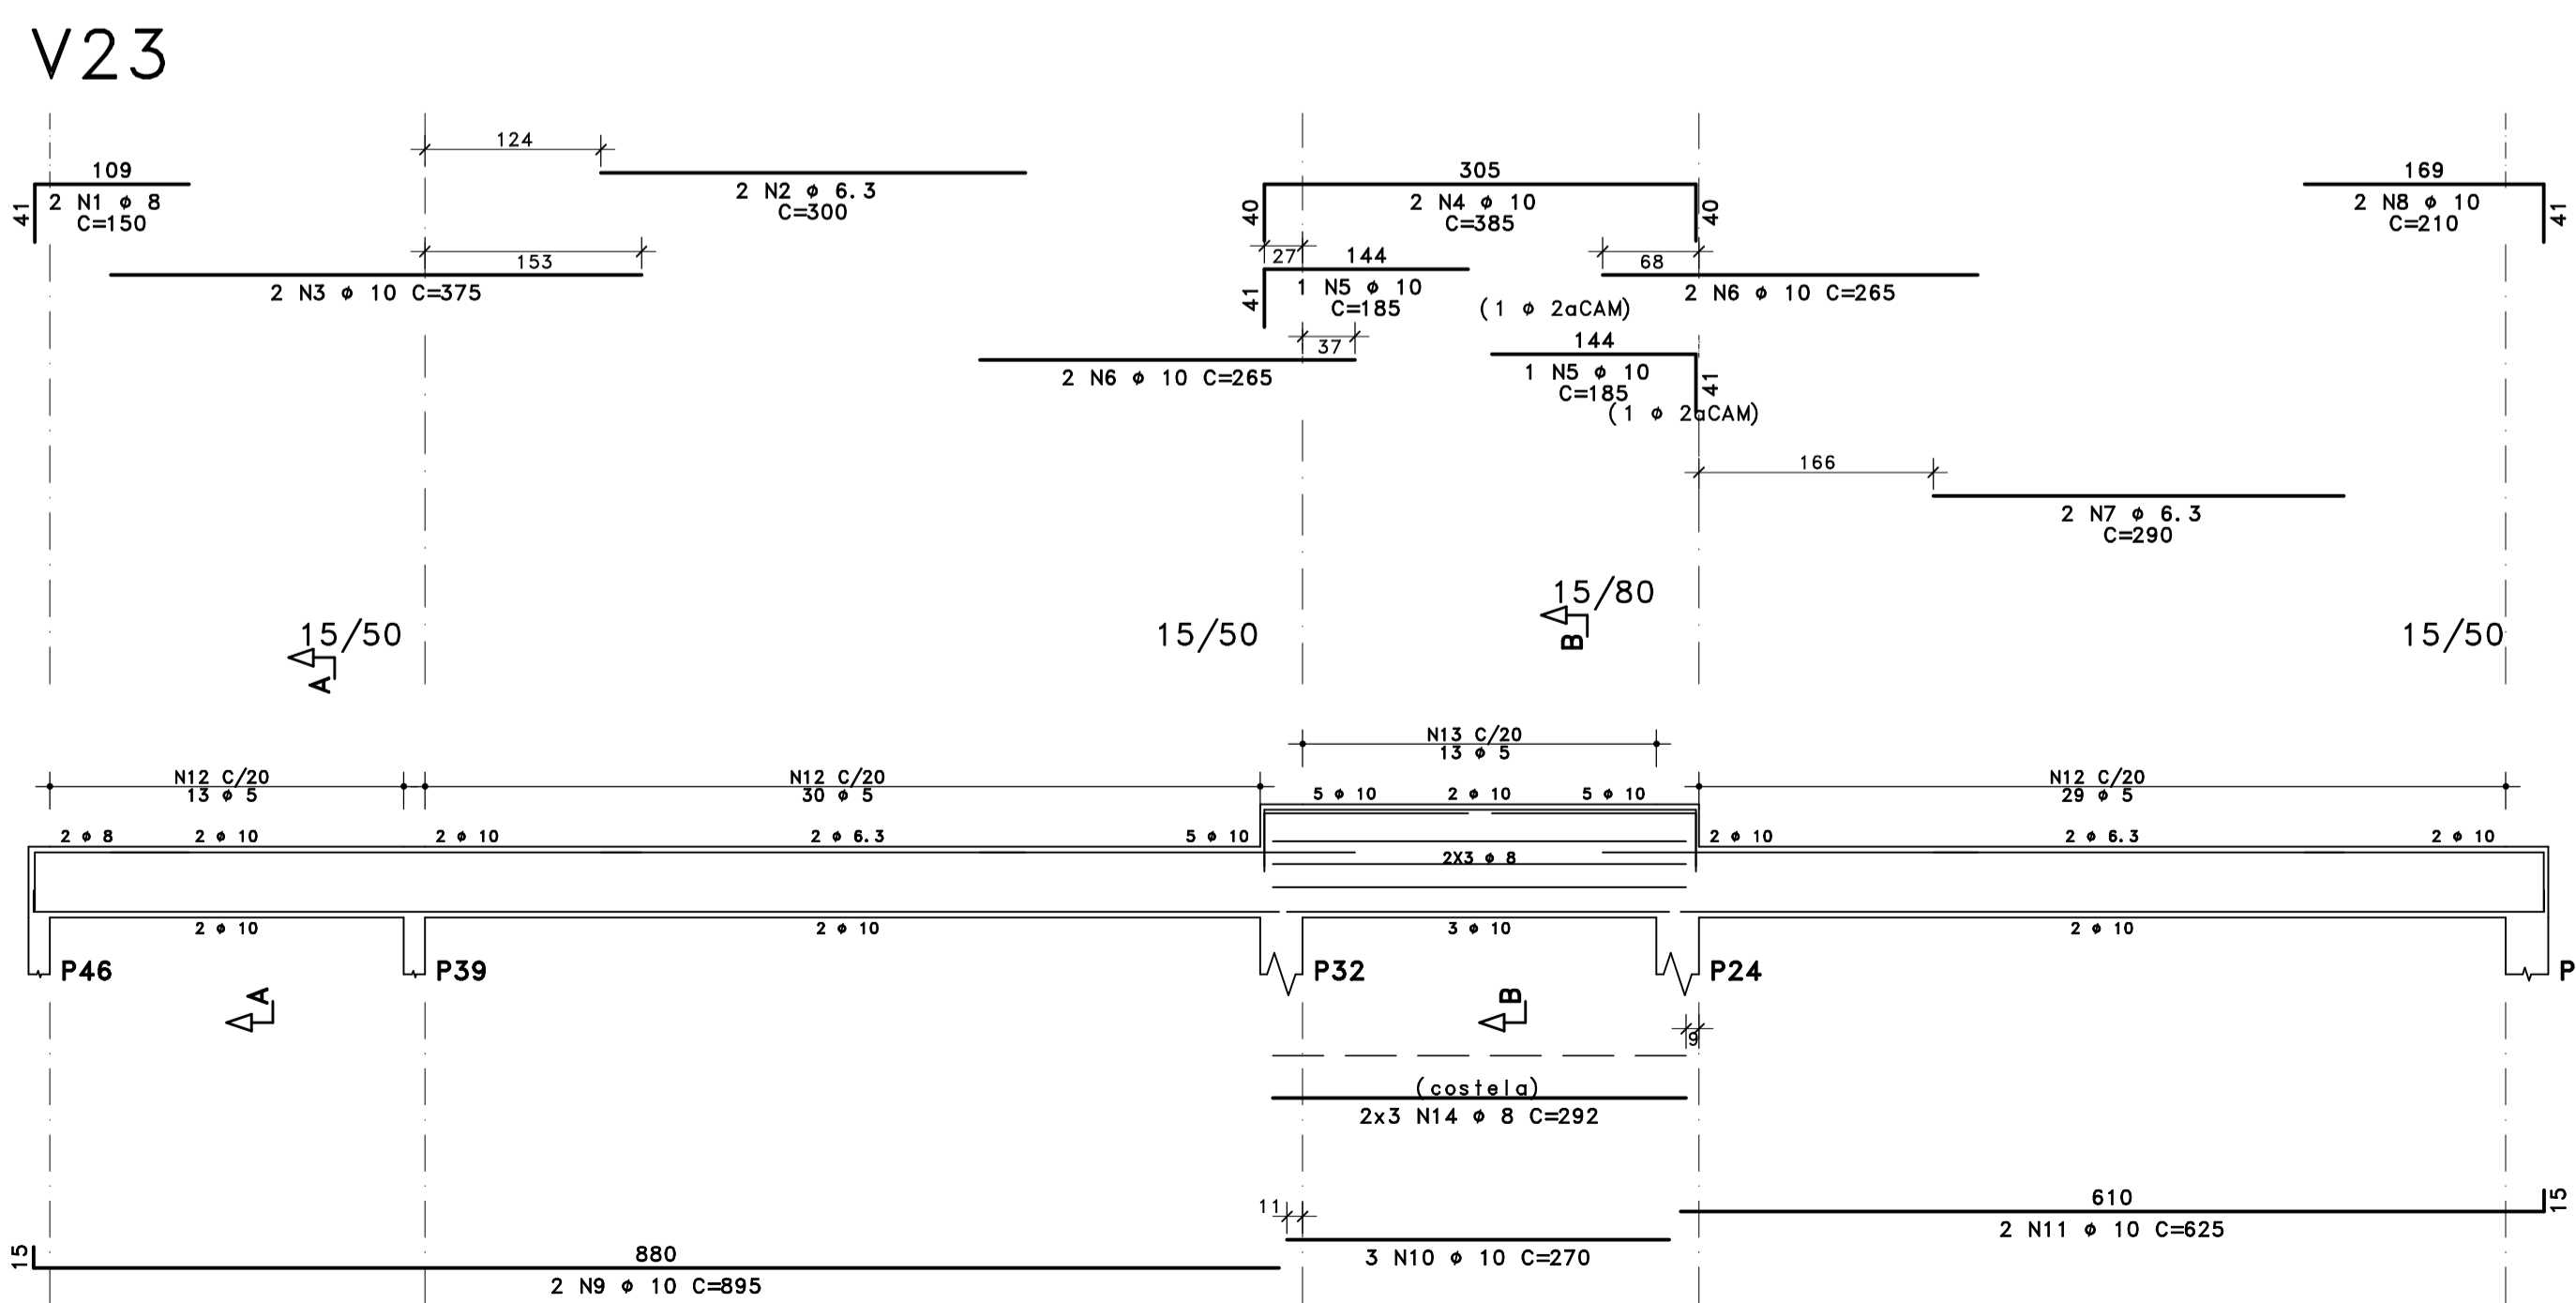 V23
124
109
2 N1 ø 8
C=150
41
2 N2 ø 6.3
C=300
305
2 N4 ø 10
C=385
40
40
169
2 N8 ø 10
C=210
41
153
2 N3 ø 10 C=375
27
144
1 N5 ø 10
C=185
41
(1 ø 2aCAM)
68
2 N6 ø 10 C=265
37
2 N6 ø 10 C=265
144
1 N5 ø 10
C=185
41
(1 ø 2aCAM)
166
2 N7 ø 6.3
C=290
15/50
A
15/50
15/80
B
15/50
N13 C/20
13 ø 5
N12 C/20
13 ø 5
N12 C/20
30 ø 5
N12 C/20
29 ø 5
5 ø 10
2 ø 10
5 ø 10
2 ø 8
2 ø 10
2 ø 10
2 ø 6.3
5 ø 10
2 ø 10
2 ø 6.3
2 ø 10
2X3 ø 8
2 ø 10
2 ø 10
3 ø 10
2 ø 10
P46
P39
P32
P24
P
A
B
9
(costela)
2x3 N14 ø 8 C=292
11
3 N10 ø 10 C=270
610
2 N11 ø 10 C=625
15
15
880
2 N9 ø 10 C=895